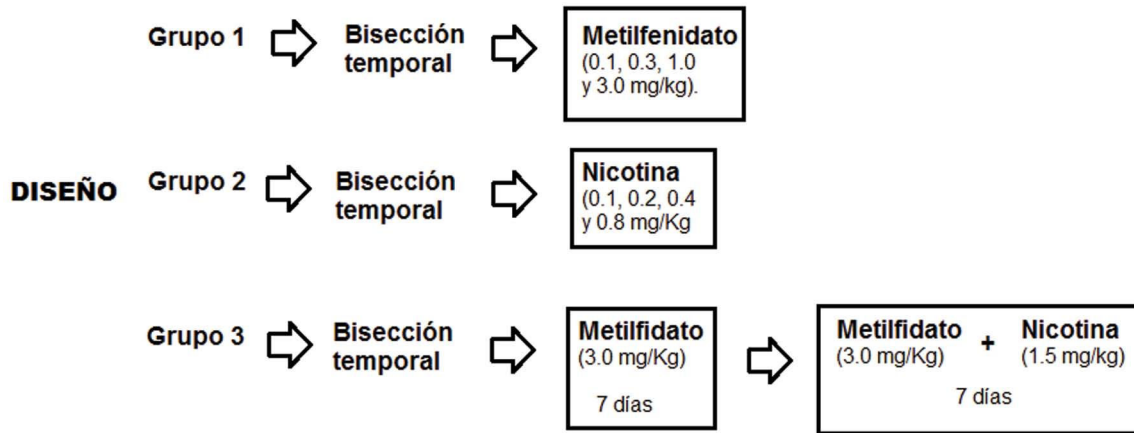 Grupo 1
Bisección
temporal
Metilfenidato
(0.1, 0.3, 1.0
y 3.0 mg/kg).
DISEÑO
Grupo 2
Bisección
temporal
Nicotina
(0.1, 0.2, 0.4
y 0.8 mg/Kg
Grupo 3
Bisección
temporal
Metilfidato
(3.0 mg/Kg)
7 días
Metilfidato + Nicotina
(3.0 mg/Kg) (1.5 mg/kg)
7 días